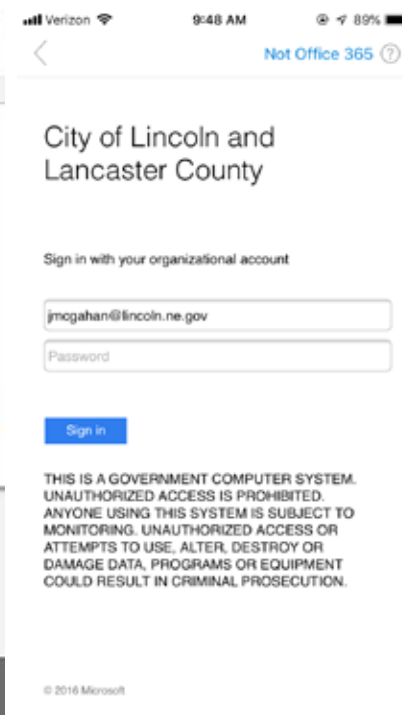 Verizon 9:48 AM 89%
Not Office 365 ?
City of Lincoln and
Lancaster County
Sign in with your organizational account
jmcgahan@lincoln.ne.gov
Password
Sign in
THIS IS A GOVERNMENT COMPUTER SYSTEM.
UNAUTHORIZED ACCESS IS PROHIBITED.
ANYONE USING THIS SYSTEM IS SUBJECT TO
MONITORING. UNAUTHORIZED ACCESS OR
ATTEMPTS TO USE, ALTER, DESTROY OR
DAMAGE DATA, PROGRAMS OR EQUIPMENT
COULD RESULT IN CRIMINAL PROSECUTION.
© 2016 Microsoft